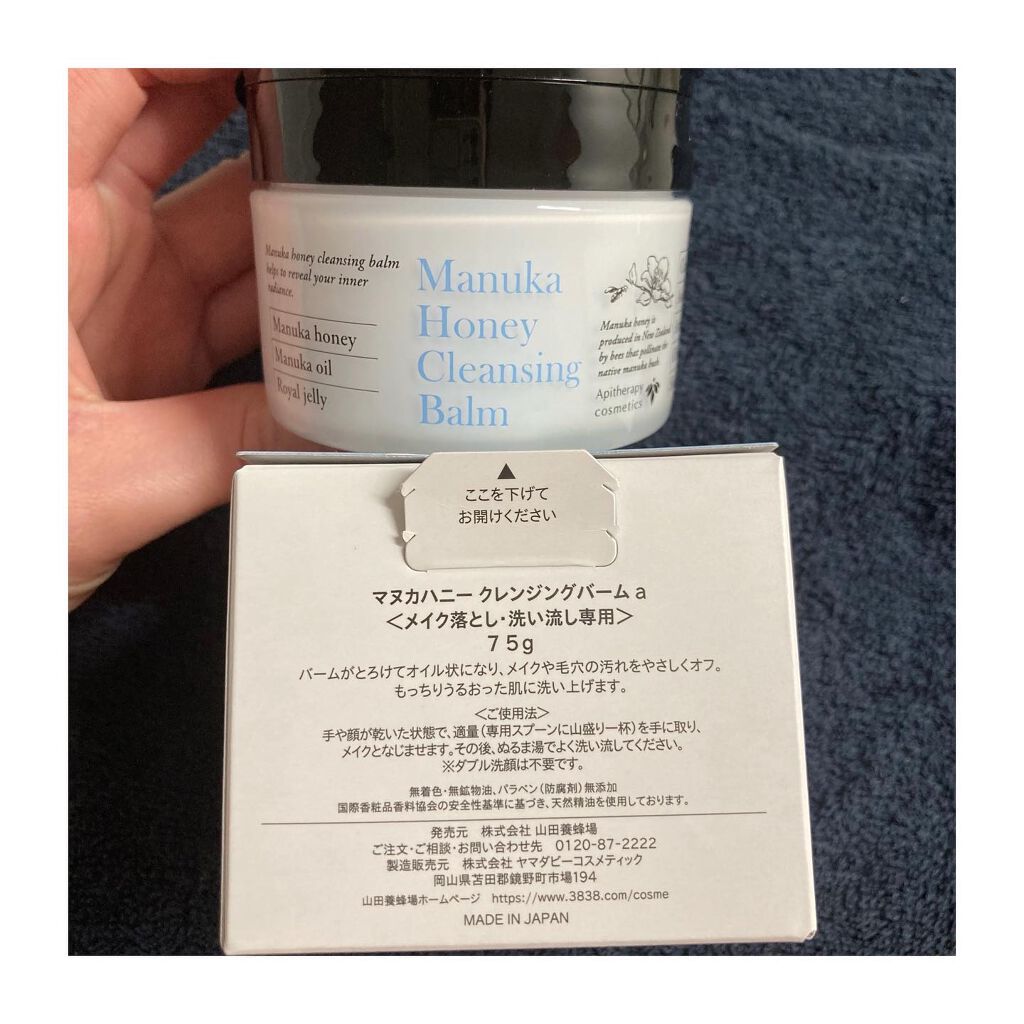 Manuka honey cleansing balm
helps to reveal your inner
radiance.
Manuka honey
Manuka oil
Royal jelly
Manuka
Honey
Cleansing
Balm
Manuka honey is
produced in New Zealand
by bees that pollinate the
native manuka bush
Apitherapy
cosmetics
▲
ここを下げて
お開けください
マヌカハニー クレンジングバーム a
＜メイク落とし・洗い流し専用＞
７５g
バームがとろけてオイル状になり、メイクや毛穴の汚れをやさしくオフ。
もっちりうるおった肌に洗い上げます。
＜ご使用法＞
手や顔が乾いた状態で、適量（専用スプーンに山盛り一杯）を手に取り、
メイクとなじませます。その後、ぬるま湯でよく洗い流してください。
※ダブル洗顔は不要です。
無着色・無鉱物油、パラベン（防腐剤）無添加
国際香粧品香料協会の安全性基準に基づき、天然精油を使用しております。
発売元　株式会社 山田養蜂場
ご注文・ご相談・お問い合わせ先　0120-87-2222
製造販売元　株式会社 ヤマダビーコスメティック
岡山県苫田郡鏡野町市場194
山田養蜂場ホームページ　https://www.3838.com/cosme
MADE IN JAPAN